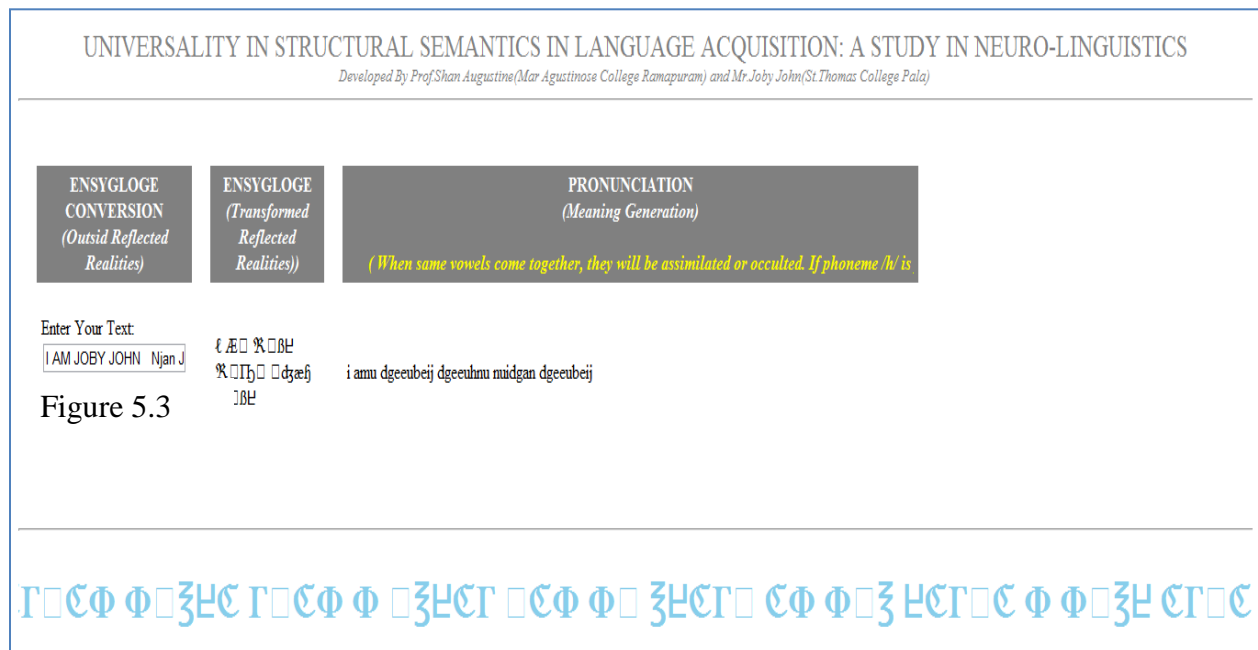 UNIVERSALITY IN STRUCTURAL SEMANTICS IN LANGUAGE ACQUISITION: A STUDY IN NEURO-LINGUISTICS
Developed By Prof.Shan Augustine(Mar Agustinose College Ramapuram) and Mr.Joby John(St.Thomas College Pala)
ENSYGLOGE
CONVERSION
(Outsid Reflected
Realities)
ENSYGLOGE
(Transformed
Reflected
Realities))
PRONUNCIATION
(Meaning Generation)
( When same vowels come together, they will be assimilated or occulted. If phoneme /h/ is
Enter Your Text:
I AM JOBY JOHN Njan J
ℓ Æ□ ℜ□ߐ
ℜ□Պ□ □ʤæɧ
i amu dgeeubeij dgeeuhnu nuidgan dgeeubeij
Figure 5.3